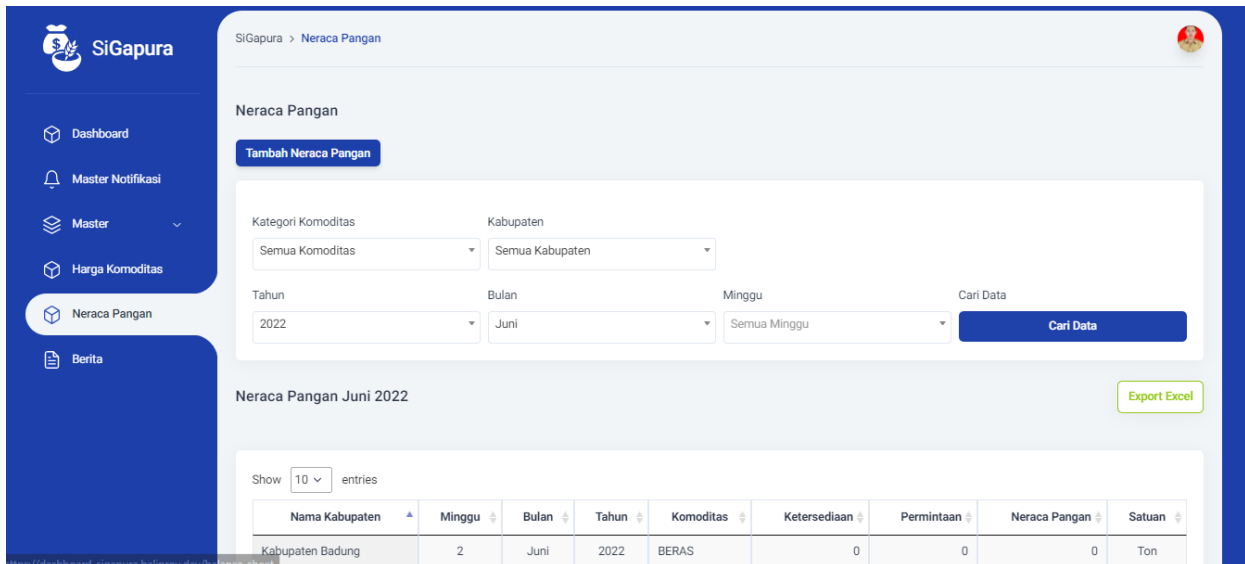 SiGapura
SiGapura > Neraca Pangan
Dashboard
Master Notifikasi
Master
Harga Komoditas
Neraca Pangan
Berita
Neraca Pangan
Tambah Neraca Pangan
Kategori Komoditas Kabupaten
Semua Komoditas Semua Kabupaten
Tahun Bulan Minggu Cari Data
2022 Juni Semua Minggu Cari Data
Neraca Pangan Juni 2022 Export Excel
Show 10 entries
Nama Kabupaten Minggu Bulan Tahun Komoditas Ketersediaan Permintaan Neraca Pangan Satuan
Kabupaten Badung 2 Juni 2022 BERAS 0 0 0 Ton